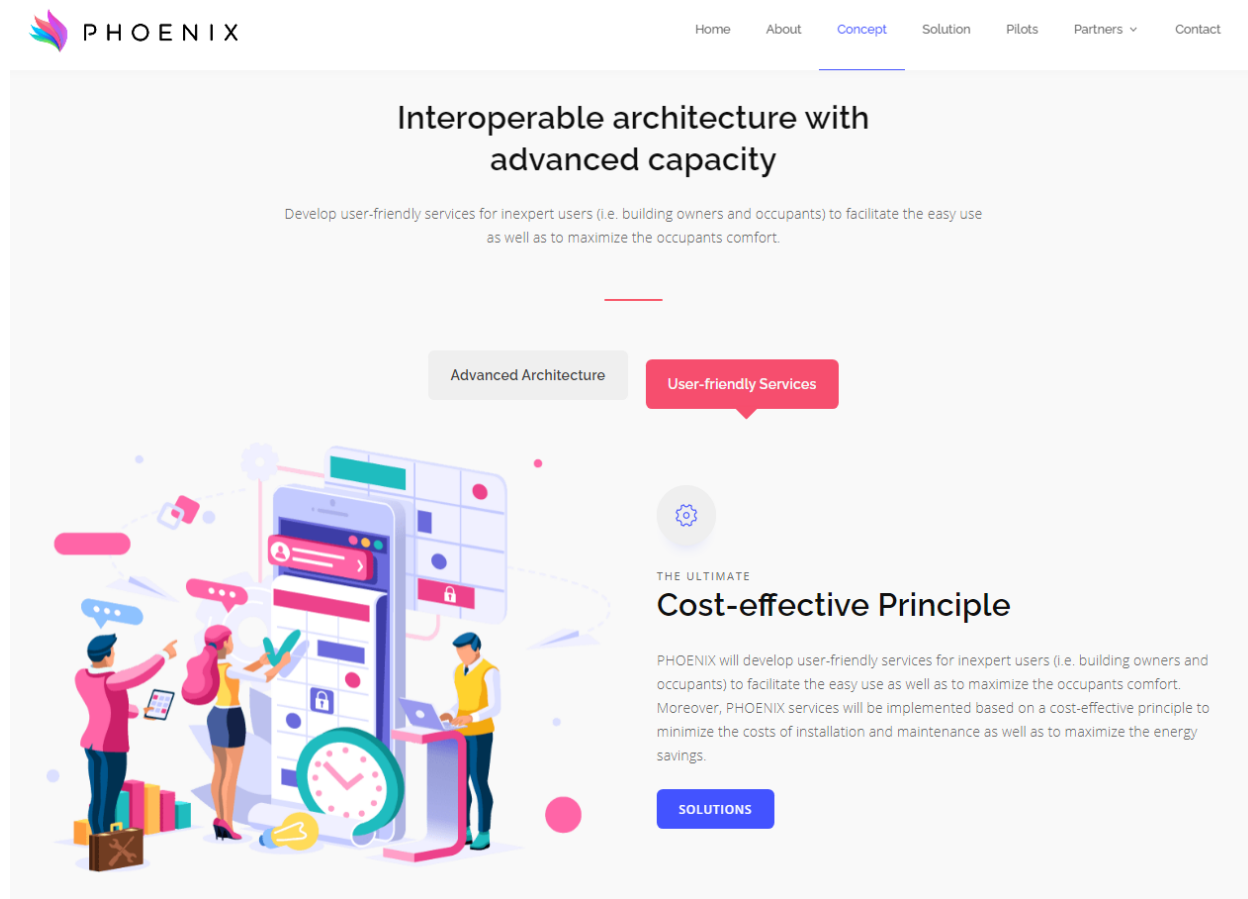 PHOENIX
Home
About
Concept
Solution
Pilots
Partners
Contact
Interoperable architecture with
advanced capacity
Develop user-friendly services for inexpert users (i.e. building owners and occupants) to facilitate the easy use
as well as to maximize the occupants comfort.
Advanced Architecture
User-friendly Services
THE ULTIMATE
Cost-effective Principle
PHOENIX will develop user-friendly services for inexpert users (i.e. building owners and
occupants) to facilitate the easy use as well as to maximize the occupants comfort.
Moreover, PHOENIX services will be implemented based on a cost-effective principle to
minimize the costs of installation and maintenance as well as to maximize the energy
savings.
SOLUTIONS